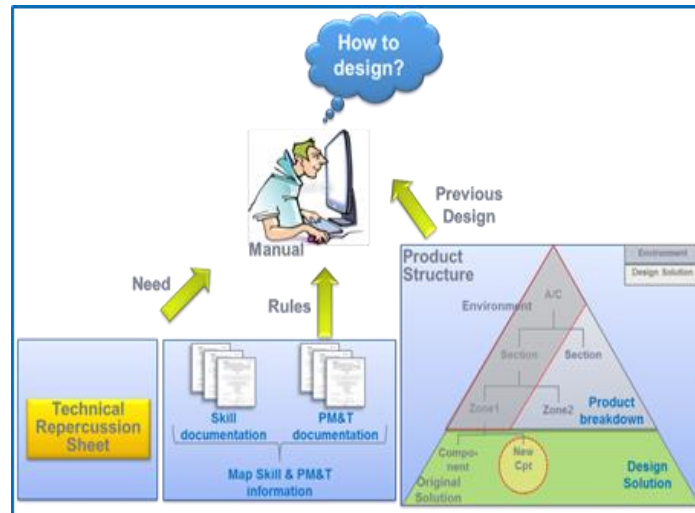 How to
design?
Manual
Previous
Design
Need
Rules
Technical
Repercussion
Sheet
Skill
documentation
PM&T
documentation
Map Skill & PM&T
information
Product
Structure
Environment
Design Solution
Environment
A/C
Section
Section
Zone1
Zone2
Product
breakdown
Compo-
nent
New
Cpt
Original Solution
Design
Solution